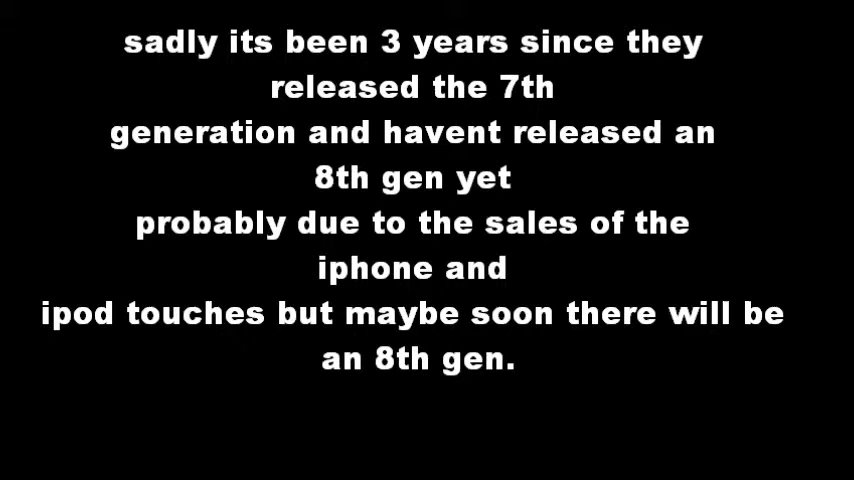 sadly its been 3 years since they
released the 7th
generation and havent released an
8th gen yet
probably due to the sales of the
iphone and
ipod touches but maybe soon there will be
an 8th gen.